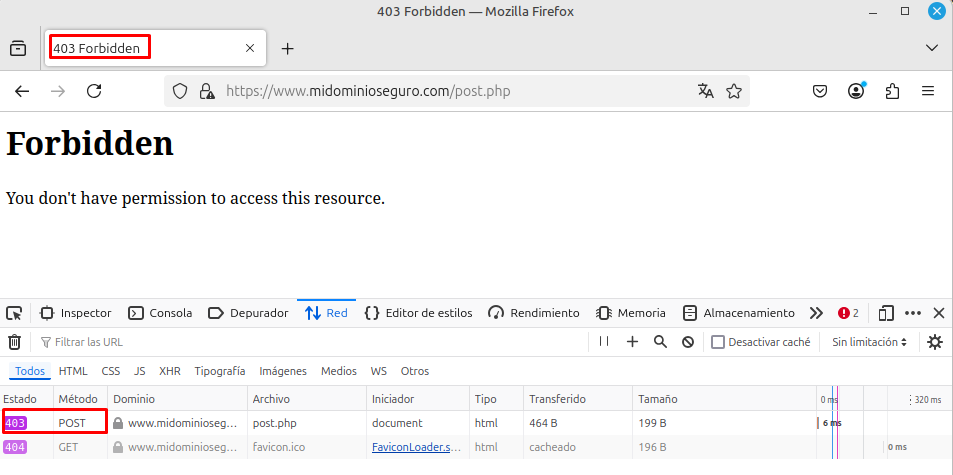 403 Forbidden — Mozilla Firefox
403 Forbidden
https://www.midominioseguro.com/post.php
Forbidden
You don't have permission to access this resource.
Inspector Consola Depurador Red Editor de estilos Rendimiento Memoria Almacenamiento 2
Filtrar las URL Desactivar caché Sin limitación
Todos HTML CSS JS XHR Tipografía Imágenes Medios WS Otros
Estado Método Dominio Archivo Iniciador Tipo Transferido Tamaño 0 ms 320 ms
403 POST www.midominioseg... post.php document html 464 B 199 B 6 ms
404 GET www.midominioseg... favicon.ico FaviconLoader.s... html cacheado 196 B 0 ms